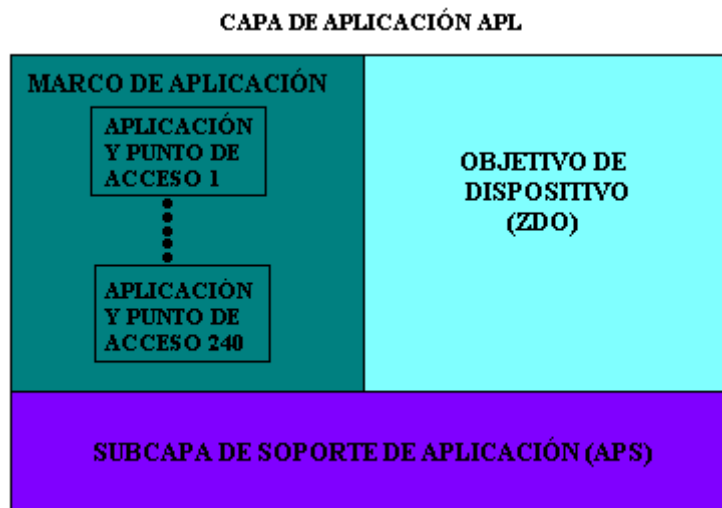 CAPA DE APLICACIÓN APL
MARCO DE APLICACIÓN
APLICACIÓN
Y PUNTO DE
ACCESO 1
APLICACIÓN
Y PUNTO DE
ACCESO 240
OBJETIVO DE
DISPOSITIVO
(ZDO)
SUBCAPA DE SOPORTE DE APLICACIÓN (APS)